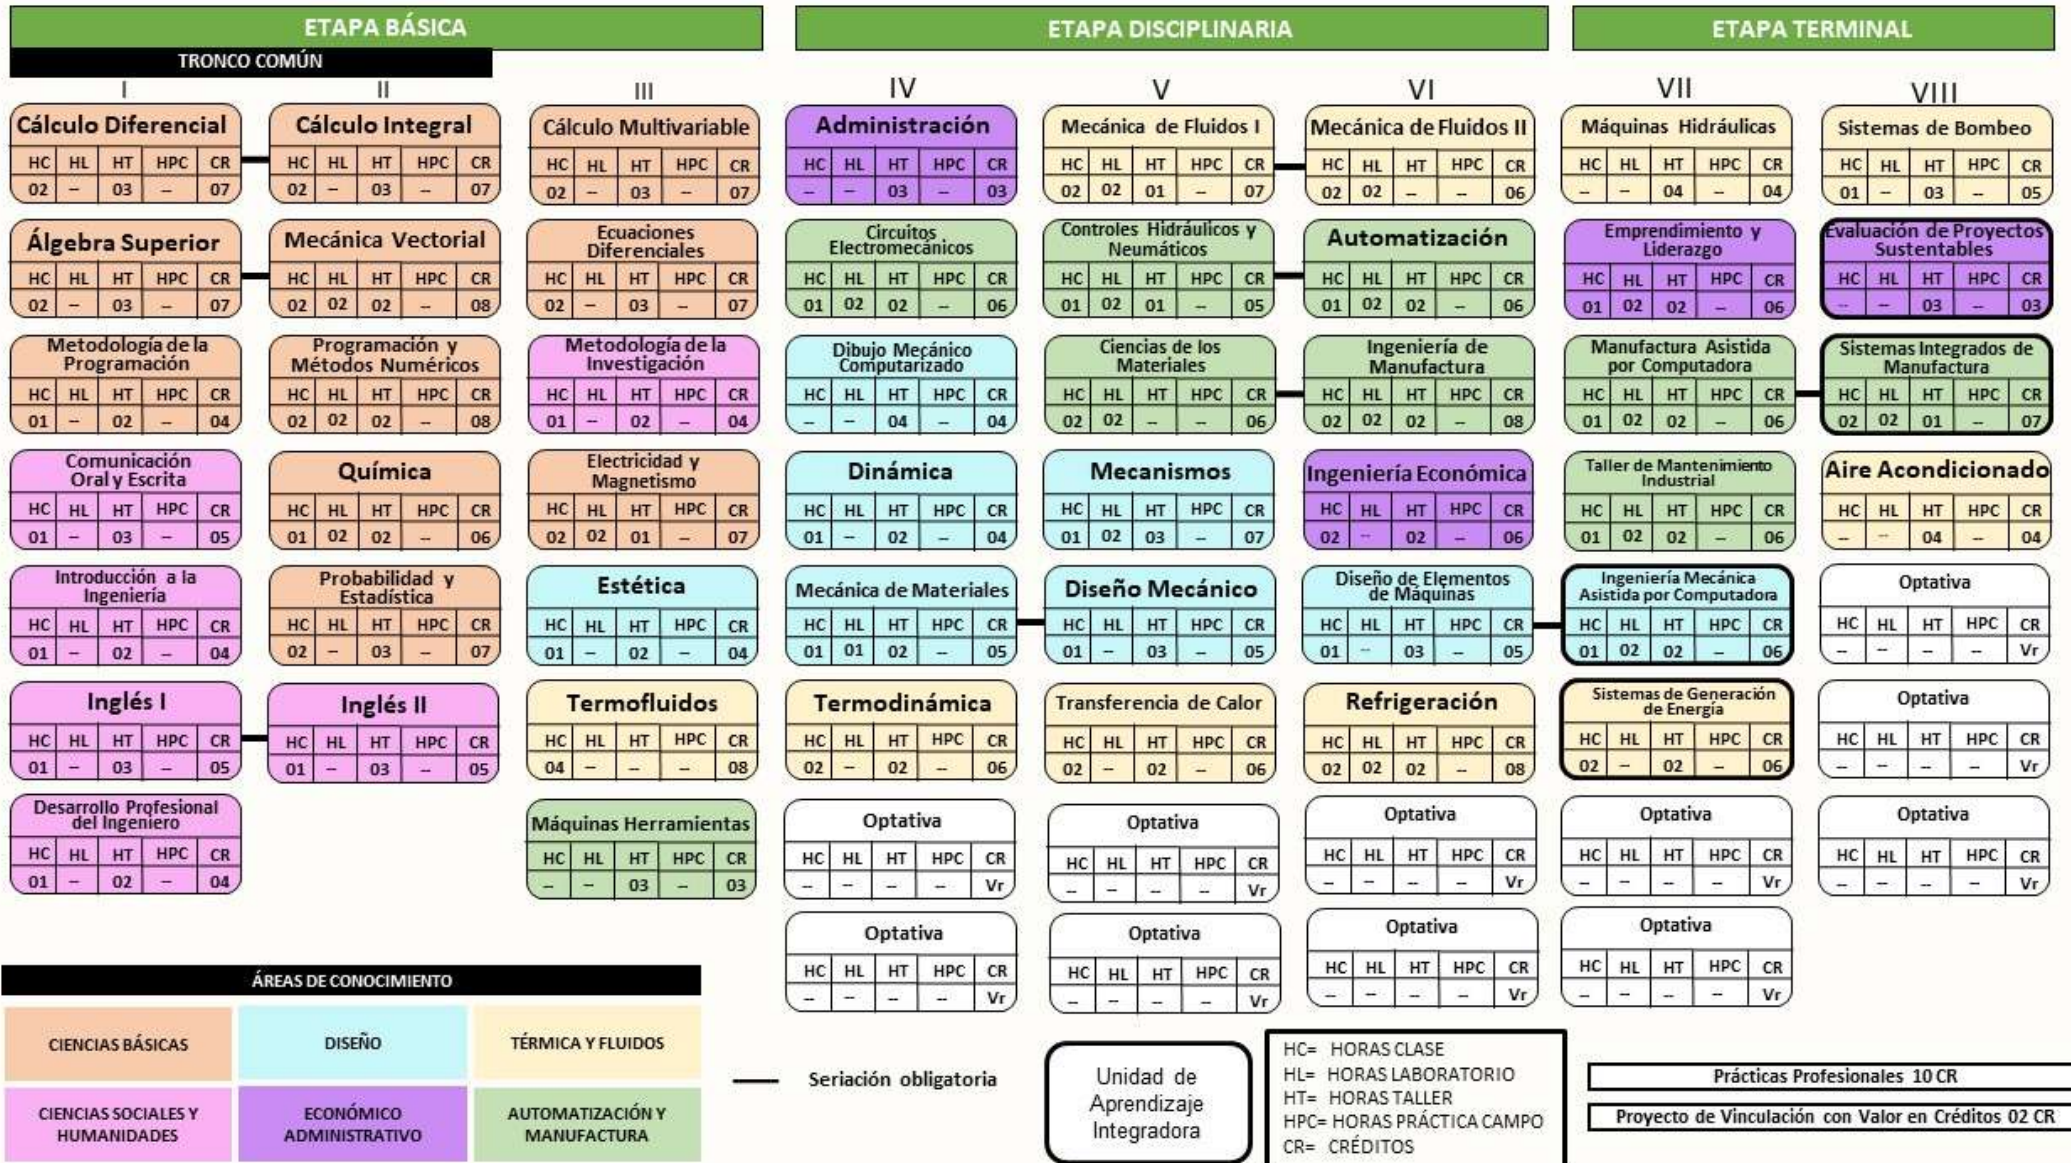 ETAPA BÁSICA
ETAPA DISCIPLINARIA
ETAPA TERMINAL
TRONCO COMÚN
I
Cálculo Diferencial
HC HL HT HPC CR
02 -- 03 -- 07
Álgebra Superior
HC HL HT HPC CR
02 -- 03 -- 07
Metodología de la
Programación
HC HL HT HPC CR
01 -- 02 -- 04
Comunicación
Oral y Escrita
HC HL HT HPC CR
01 -- 03 -- 05
Introducción a la
Ingeniería
HC HL HT HPC CR
01 -- 02 -- 04
Inglés I
HC HL HT HPC CR
01 -- 03 -- 05
Desarrollo Profesional
del Ingeniero
HC HL HT HPC CR
01 -- 02 -- 04
II
Cálculo Integral
HC HL HT HPC CR
02 -- 03 -- 07
Mecánica Vectorial
HC HL HT HPC CR
02 02 02 -- 08
Programación y
Métodos Numéricos
HC HL HT HPC CR
02 02 02 -- 08
Química
HC HL HT HPC CR
01 02 02 -- 06
Probabilidad y
Estadística
HC HL HT HPC CR
02 -- 03 -- 07
Inglés II
HC HL HT HPC CR
01 -- 03 -- 05
III
Cálculo Multivariable
HC HL HT HPC CR
02 -- 03 -- 07
Ecuaciones
Diferenciales
HC HL HT HPC CR
02 -- 03 -- 07
Metodología de la
Investigación
HC HL HT HPC CR
01 -- 02 -- 04
Electricidad y
Magnetismo
HC HL HT HPC CR
02 02 01 -- 07
Estética
HC HL HT HPC CR
01 -- 02 -- 04
Termofluidos
HC HL HT HPC CR
04 -- -- -- 08
Máquinas Herramientas
HC HL HT HPC CR
-- -- 03 -- 03
IV
Administración
HC HL HT HPC CR
-- -- 03 -- 03
Circuitos
Electromecánicos
HC HL HT HPC CR
01 02 02 -- 06
Dibujo Mecánico
Computarizado
HC HL HT HPC CR
-- -- 04 -- 04
Dinámica
HC HL HT HPC CR
01 -- 02 -- 04
Mecánica de Materiales
HC HL HT HPC CR
01 01 02 -- 05
Termodinámica
HC HL HT HPC CR
02 -- 02 -- 06
Optativa
HC HL HT HPC CR
-- -- -- -- Vr
Optativa
HC HL HT HPC CR
-- -- -- -- Vr
V
Mecánica de Fluidos I
HC HL HT HPC CR
02 02 01 -- 07
Controles Hidráulicos y
Neumáticos
HC HL HT HPC CR
01 02 01 -- 05
Ciencias de los
Materiales
HC HL HT HPC CR
02 02 -- -- 06
Mecanismos
HC HL HT HPC CR
01 02 03 -- 07
Diseño Mecánico
HC HL HT HPC CR
01 -- 03 -- 05
Transferencia de Calor
HC HL HT HPC CR
02 -- 02 -- 06
Optativa
HC HL HT HPC CR
-- -- -- -- Vr
Optativa
HC HL HT HPC CR
-- -- -- -- Vr
VI
Mecánica de Fluidos II
HC HL HT HPC CR
02 02 -- -- 06
Automatización
HC HL HT HPC CR
01 02 02 -- 06
Ingeniería de
Manufactura
HC HL HT HPC CR
02 02 02 -- 08
Ingeniería Económica
HC HL HT HPC CR
02 -- 02 -- 06
Diseño de Elementos
de Máquinas
HC HL HT HPC CR
01 -- 03 -- 05
Refrigeración
HC HL HT HPC CR
02 02 02 -- 08
Optativa
HC HL HT HPC CR
-- -- -- -- Vr
Optativa
HC HL HT HPC CR
-- -- -- -- Vr
VII
Máquinas Hidráulicas
HC HL HT HPC CR
-- -- 04 -- 04
Emprendimiento y
Liderazgo
HC HL HT HPC CR
01 02 02 -- 06
Manufactura Asistida
por Computadora
HC HL HT HPC CR
01 02 02 -- 06
Taller de Mantenimiento
Industrial
HC HL HT HPC CR
01 02 02 -- 06
Ingeniería Mecánica
Asistida por Computadora
HC HL HT HPC CR
01 02 02 -- 06
Sistemas de Generación
de Energía
HC HL HT HPC CR
02 -- 02 -- 06
Optativa
HC HL HT HPC CR
-- -- -- -- Vr
Optativa
HC HL HT HPC CR
-- -- -- -- Vr
VIII
Sistemas de Bombeo
HC HL HT HPC CR
01 -- 03 -- 05
Evaluación de Proyectos
Sustentables
HC HL HT HPC CR
-- -- 03 -- 03
Sistemas Integrados de
Manufactura
HC HL HT HPC CR
02 02 01 -- 07
Aire Acondicionado
HC HL HT HPC CR
-- -- 04 -- 04
Optativa
HC HL HT HPC CR
-- -- -- -- Vr
Optativa
HC HL HT HPC CR
-- -- -- -- Vr
Optativa
HC HL HT HPC CR
-- -- -- -- Vr
ÁREAS DE CONOCIMIENTO
CIENCIAS BÁSICAS
DISEÑO
TÉRMICA Y FLUIDOS
CIENCIAS SOCIALES Y
HUMANIDADES
ECONÓMICO
ADMINISTRATIVO
AUTOMATIZACIÓN Y
MANUFACTURA
Seriación obligatoria
Unidad de
Aprendizaje
Integradora
HC= HORAS CLASE
HL= HORAS LABORATORIO
HT= HORAS TALLER
HPC= HORAS PRÁCTICA CAMPO
CR= CRÉDITOS
Prácticas Profesionales 10 CR
Proyecto de Vinculación con Valor en Créditos 02 CR